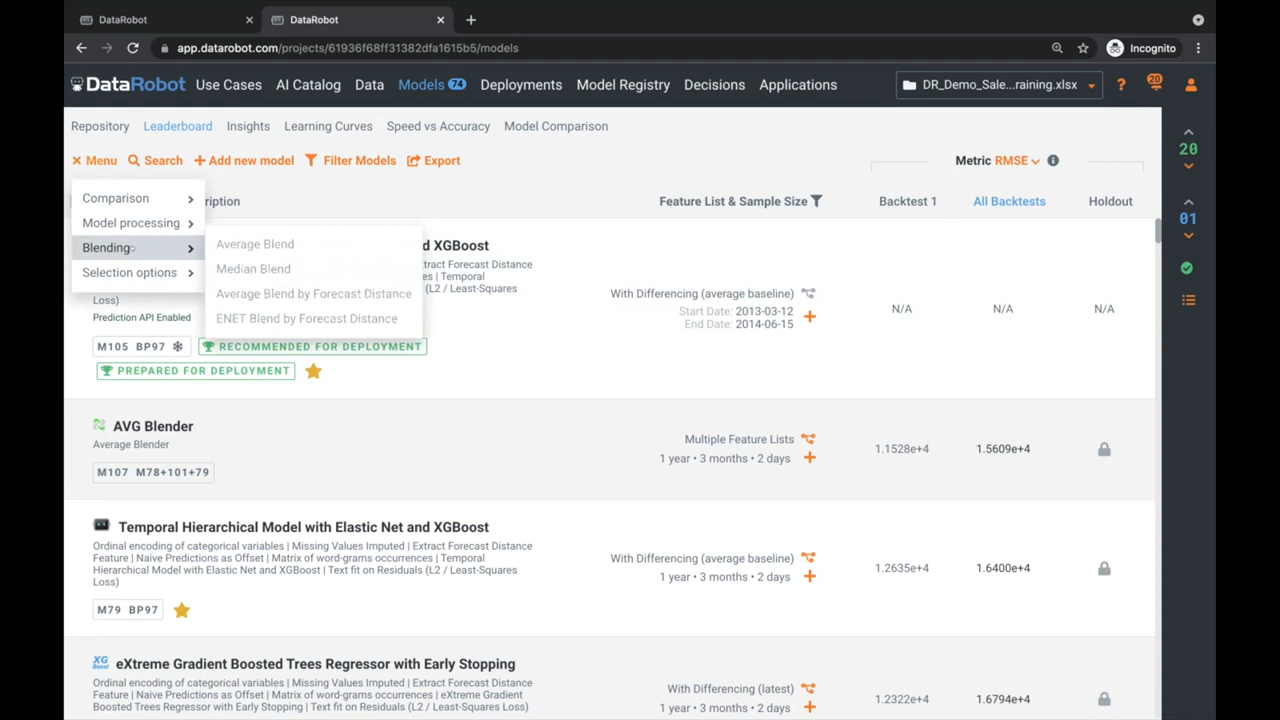 DataRobot
DataRobot
app.datarobot.com/projects/61936f68ff31382dfa1615b5/models
Incognito
DataRobot Use Cases AI Catalog Data Models 74 Deployments Model Registry Decisions Applications DR_Demo_Sale...raining.xlsx ? 20
Repository Leaderboard Insights Learning Curves Speed vs Accuracy Model Comparison
Menu Search Add new model Filter Models Export Metric RMSE
20
Comparison
ription Feature List & Sample Size Backtest 1 All Backtests Holdout
Model processing
01
Blending
Average Blend
Median Blend
Average Blend by Forecast Distance
ENET Blend by Forecast Distance
Selection options
d XGBoost
tract Forecast Distance
es | Temporal
(L2 / Least-Squares
Loss)
Prediction API Enabled
With Differencing (average baseline)
Start Date: 2013-03-12
End Date: 2014-06-15
N/A N/A N/A
M105 BP97
RECOMMENDED FOR DEPLOYMENT
PREPARED FOR DEPLOYMENT
AVG Blender
Average Blender
M107 M78+101+79
Multiple Feature Lists
1 year • 3 months • 2 days
1.1528e+4 1.5609e+4
Temporal Hierarchical Model with Elastic Net and XGBoost
Ordinal encoding of categorical variables | Missing Values Imputed | Extract Forecast Distance
Feature | Naive Predictions as Offset | Matrix of word-grams occurrences | Temporal
Hierarchical Model with Elastic Net and XGBoost | Text fit on Residuals (L2 / Least-Squares
Loss)
M79 BP97
With Differencing (average baseline)
1 year • 3 months • 2 days
1.2635e+4 1.6400e+4
XG
Boost
eXtreme Gradient Boosted Trees Regressor with Early Stopping
Ordinal encoding of categorical variables | Missing Values Imputed | Extract Forecast Distance
Feature | Naive Predictions as Offset | Matrix of word-grams occurrences | eXtreme Gradient
Boosted Trees Regressor with Early Stopping | Text fit on Residuals (L2 / Least-Squares Loss)
With Differencing (latest)
1 year • 3 months • 2 days
1.2322e+4 1.6794e+4